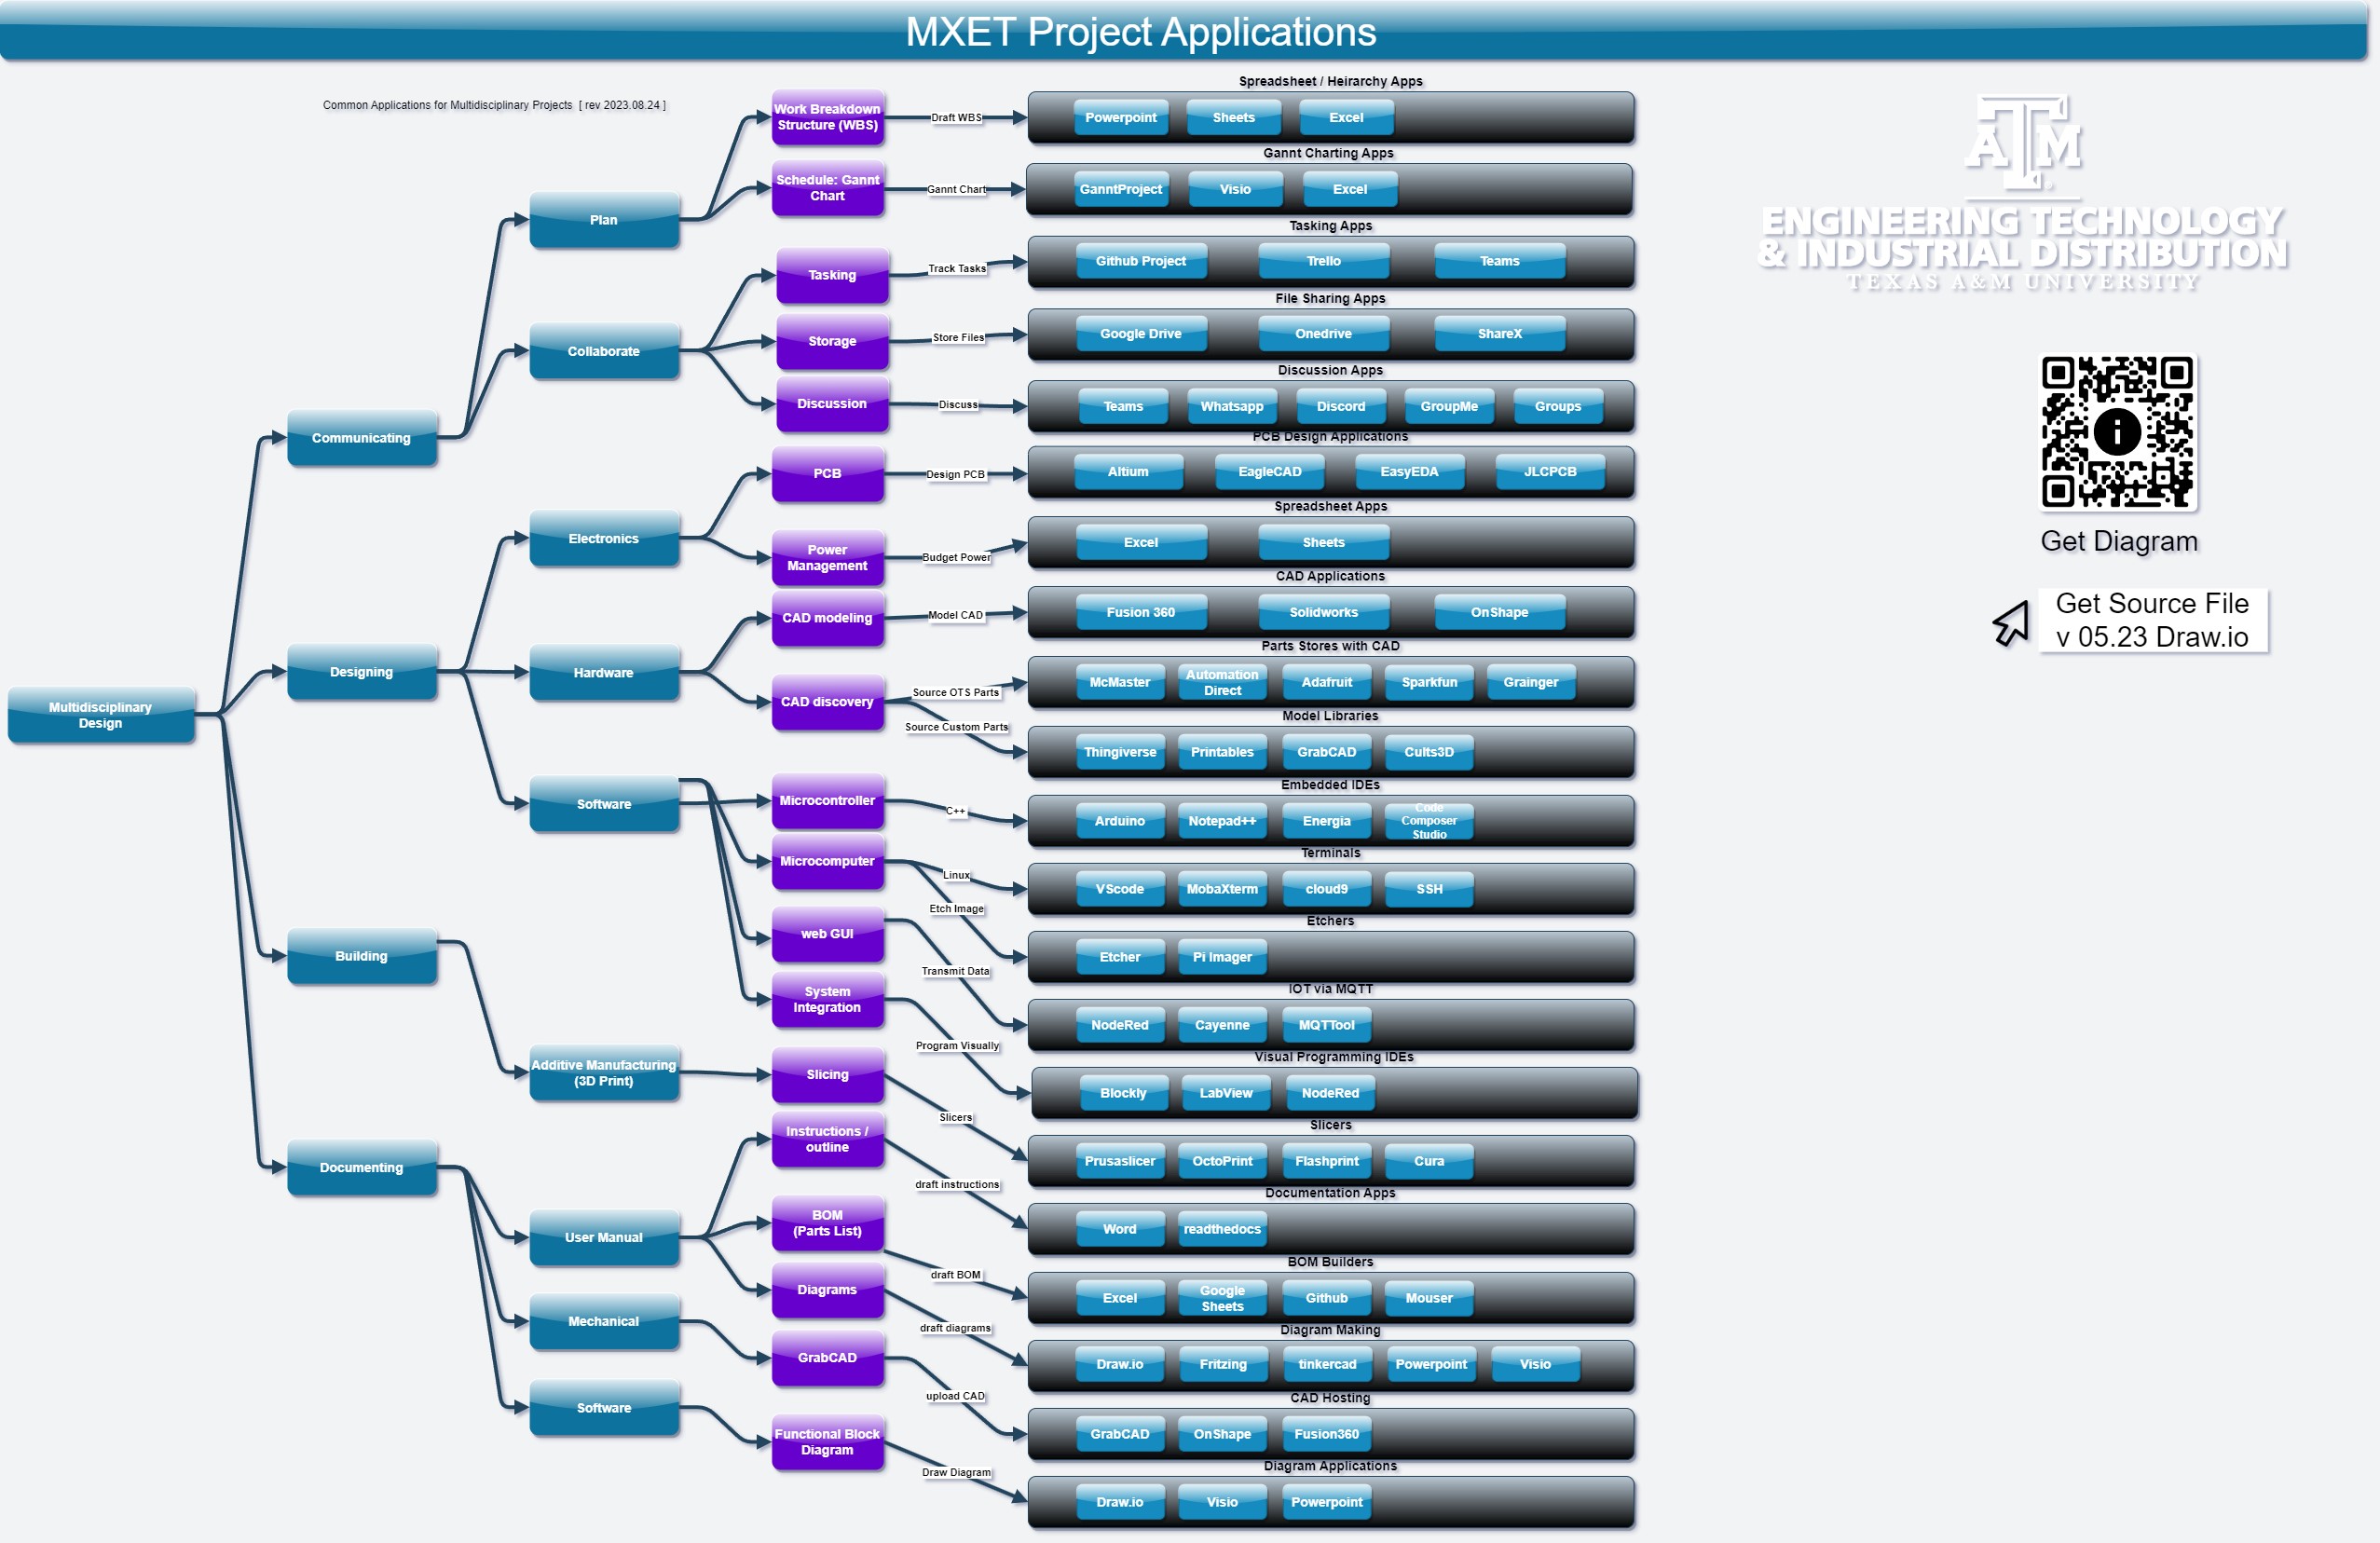 MXET Project Applications
Common Applications for Multidisciplinary Projects [ rev 2023.08.24 ]
Multidisciplinary
Design
Communicating
Designing
Building
Documenting
Plan
Collaborate
Electronics
Hardware
Software
Additive Manufacturing
(3D Print)
User Manual
Mechanical
Software
Work Breakdown
Structure (WBS)
Schedule: Gannt
Chart
Tasking
Storage
Discussion
PCB
Power
Management
CAD modeling
CAD discovery
Microcontroller
Microcomputer
web GUI
System
Integration
Slicing
Instructions /
outline
BOM
(Parts List)
Diagrams
GrabCAD
Functional Block
Diagram
Draft WBS
Gannt Chart
Track Tasks
Store Files
Discuss
Design PCB
Budget Power
Model CAD
Source OTS Parts
Source Custom Parts
C++
Linux
Etch Image
Transmit Data
Program Visually
Slicers
draft instructions
draft BOM
draft diagrams
upload CAD
Draw Diagram
Spreadsheet / Heirarchy Apps
Powerpoint Sheets Excel
Gannt Charting Apps
GanntProject Visio Excel
Tasking Apps
Github Project Trello Teams
File Sharing Apps
Google Drive Onedrive ShareX
Discussion Apps
Teams Whatsapp Discord GroupMe Groups
PCB Design Applications
Altium EagleCAD EasyEDA JLCPCB
Spreadsheet Apps
Excel Sheets
CAD Applications
Fusion 360 Solidworks OnShape
Parts Stores with CAD
McMaster Automation Direct Adafruit Sparkfun Grainger
Model Libraries
Thingiverse Printables GrabCAD Cults3D
Embedded IDEs
Arduino Notepad++ Energia Code Composer Studio
Terminals
VScode MobaXterm cloud9 SSH
Etchers
Etcher Pi Imager
IOT via MQTT
NodeRed Cayenne MQTTool
Visual Programming IDEs
Blockly LabView NodeRed
Slicers
Prusaslicer OctoPrint Flashprint Cura
Documentation Apps
Word readthedocs
BOM Builders
Excel Google Sheets Github Mouser
Diagram Making
Draw.io Fritzing tinkercad Powerpoint Visio
CAD Hosting
GrabCAD OnShape Fusion360
Diagram Applications
Draw.io Visio Powerpoint
ATM
ENGINEERING TECHNOLOGY
& INDUSTRIAL DISTRIBUTION
TEXAS A&M UNIVERSITY
i
Get Diagram
Get Source File
v 05.23 Draw.io